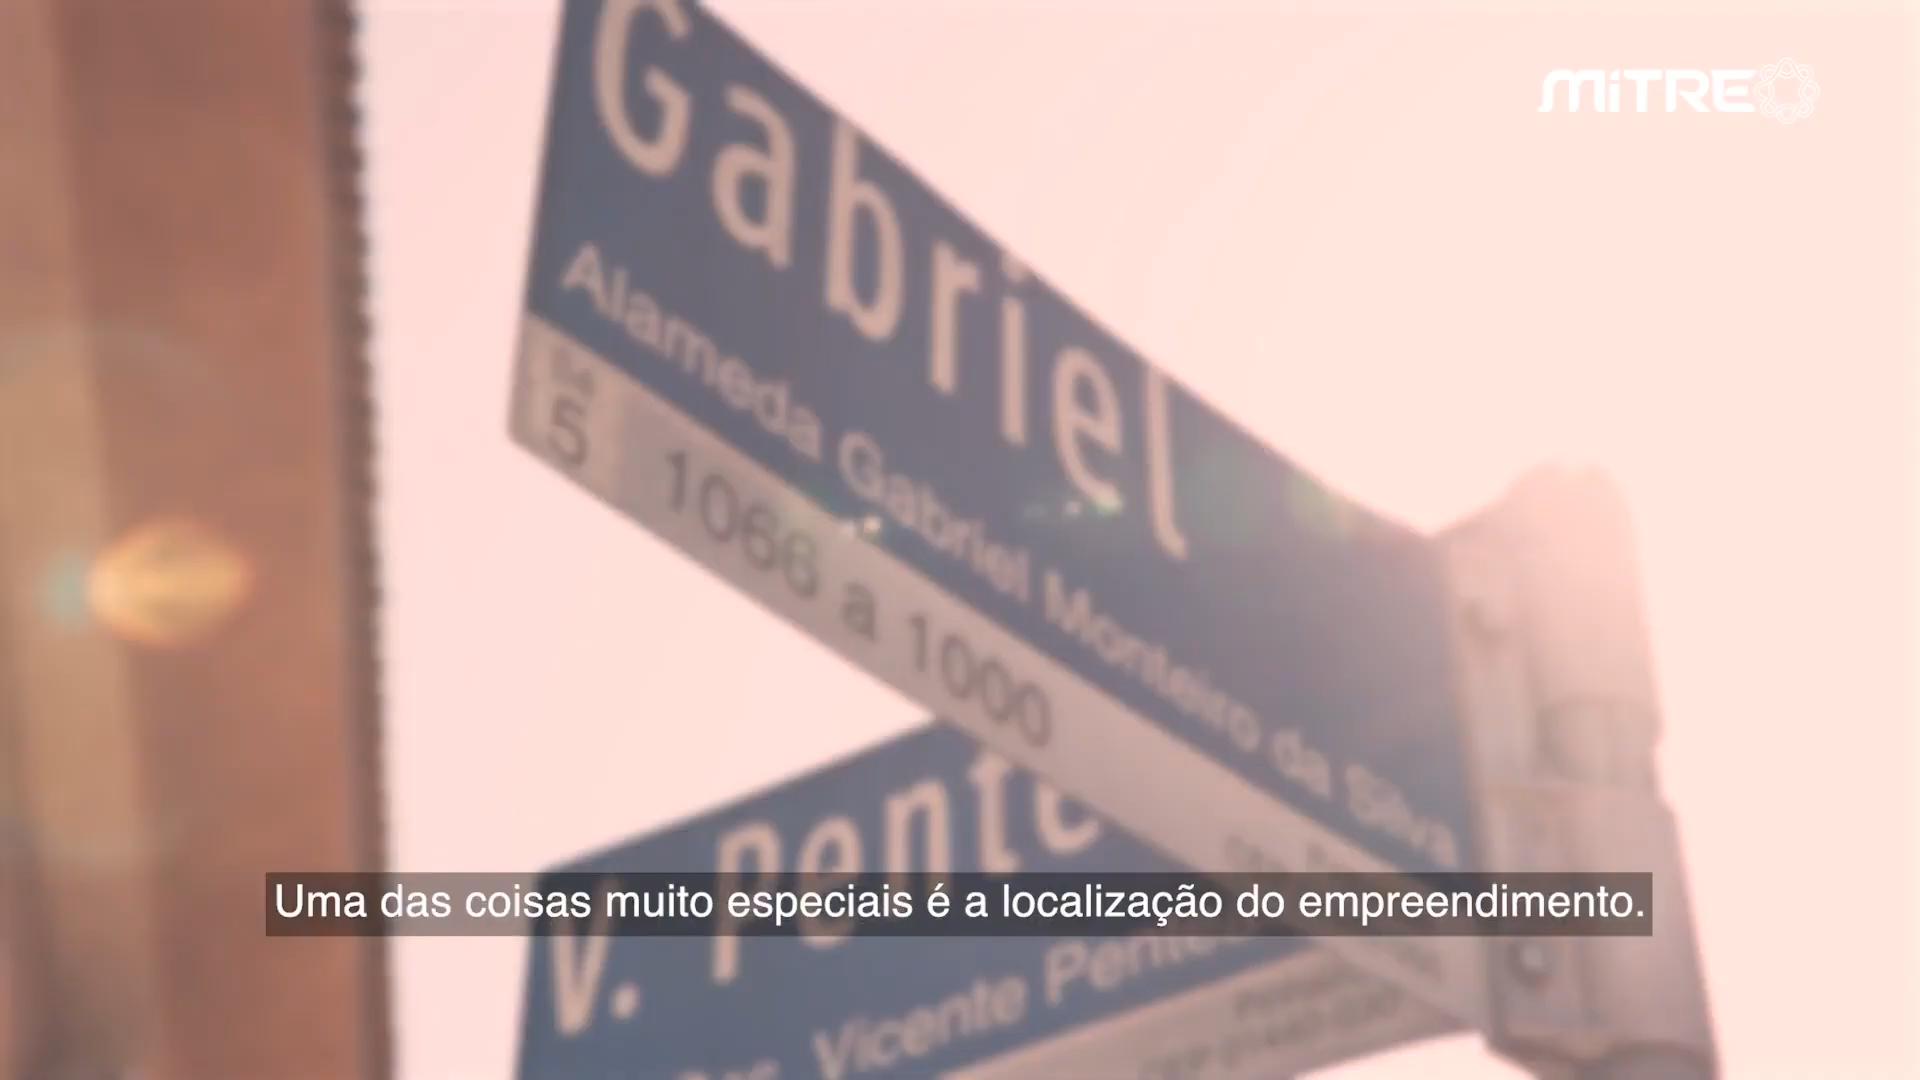 MiTRE
Gabriel
Alameda Gabriel Monteiro da Silva
5
1066 a 1000
V. Pente
Vicente
Uma das coisas muito especiais é a localização do empreendimento.